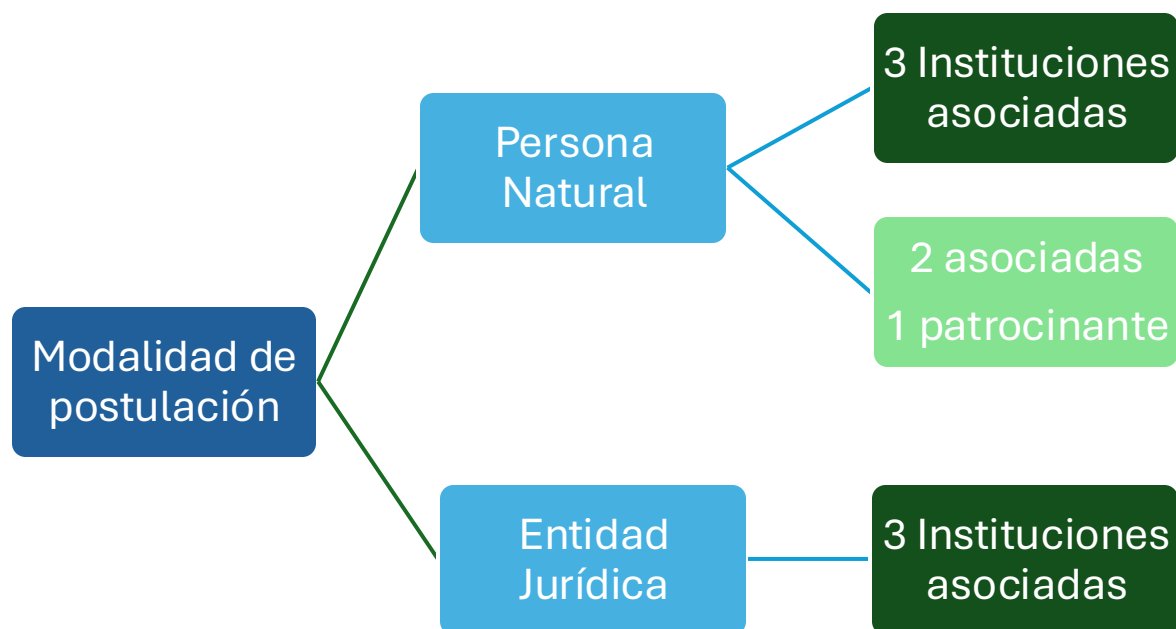 Modalidad de
postulación
Persona
Natural
3 Instituciones
asociadas
2 asociadas
1 patrocinante
Entidad
Jurídica
3 Instituciones
asociadas